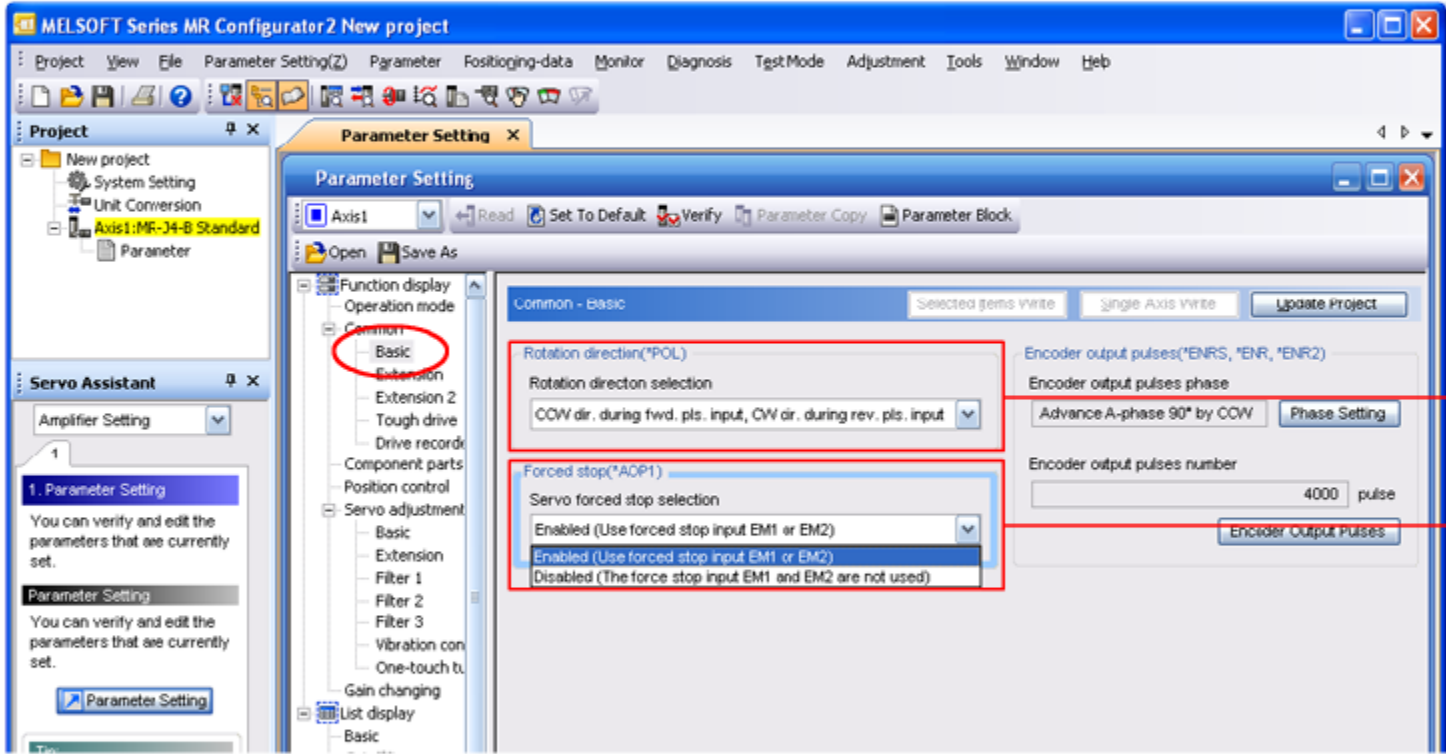 MELSOFT Series MR Configurator2 New project
Project View File Parameter Setting(Z) Parameter Positioning-data Monitor Diagnosis Test Mode Adjustment Tools Window Help
Project
New project
System Setting
Unit Conversion
Axis1:MR-J4-B Standard
Parameter
Servo Assistant
Amplifier Setting
1
1. Parameter Setting
You can verify and edit the
parameters that are currently
set.
Parameter Setting
You can verify and edit the
parameters that are currently
set.
Parameter Setting
Parameter Setting
Parameter Setting
Axis1 Read Set To Default Verify Parameter Copy Parameter Block
Open Save As
Function display
Operation mode
Common
Basic
Extension
Extension 2
Tough drive
Drive recorde
Component parts
Position control
Servo adjustment
Basic
Extension
Filter 1
Filter 2
Filter 3
Vibration con
One-touch tu
Gain changing
List display
Basic
Common - Basic
Selected Items Write Single Axis Write Update Project
Rotation direction(*POL)
Rotation directon selection
CCW dir. during fwd. pls. input, CW dir. during rev. pls. input
Forced stop(*AOP1)
Servo forced stop selection
Enabled (Use forced stop input EM1 or EM2)
Enabled (Use forced stop input EM1 or EM2)
Disabled (The force stop input EM1 and EM2 are not used)
Encoder output pulses(*ENRS, *ENR, *ENR2)
Encoder output pulses phase
Advance A-phase 90° by CCW Phase Setting
Encoder output pulses number
4000 pulse
Encoder Output Pulses